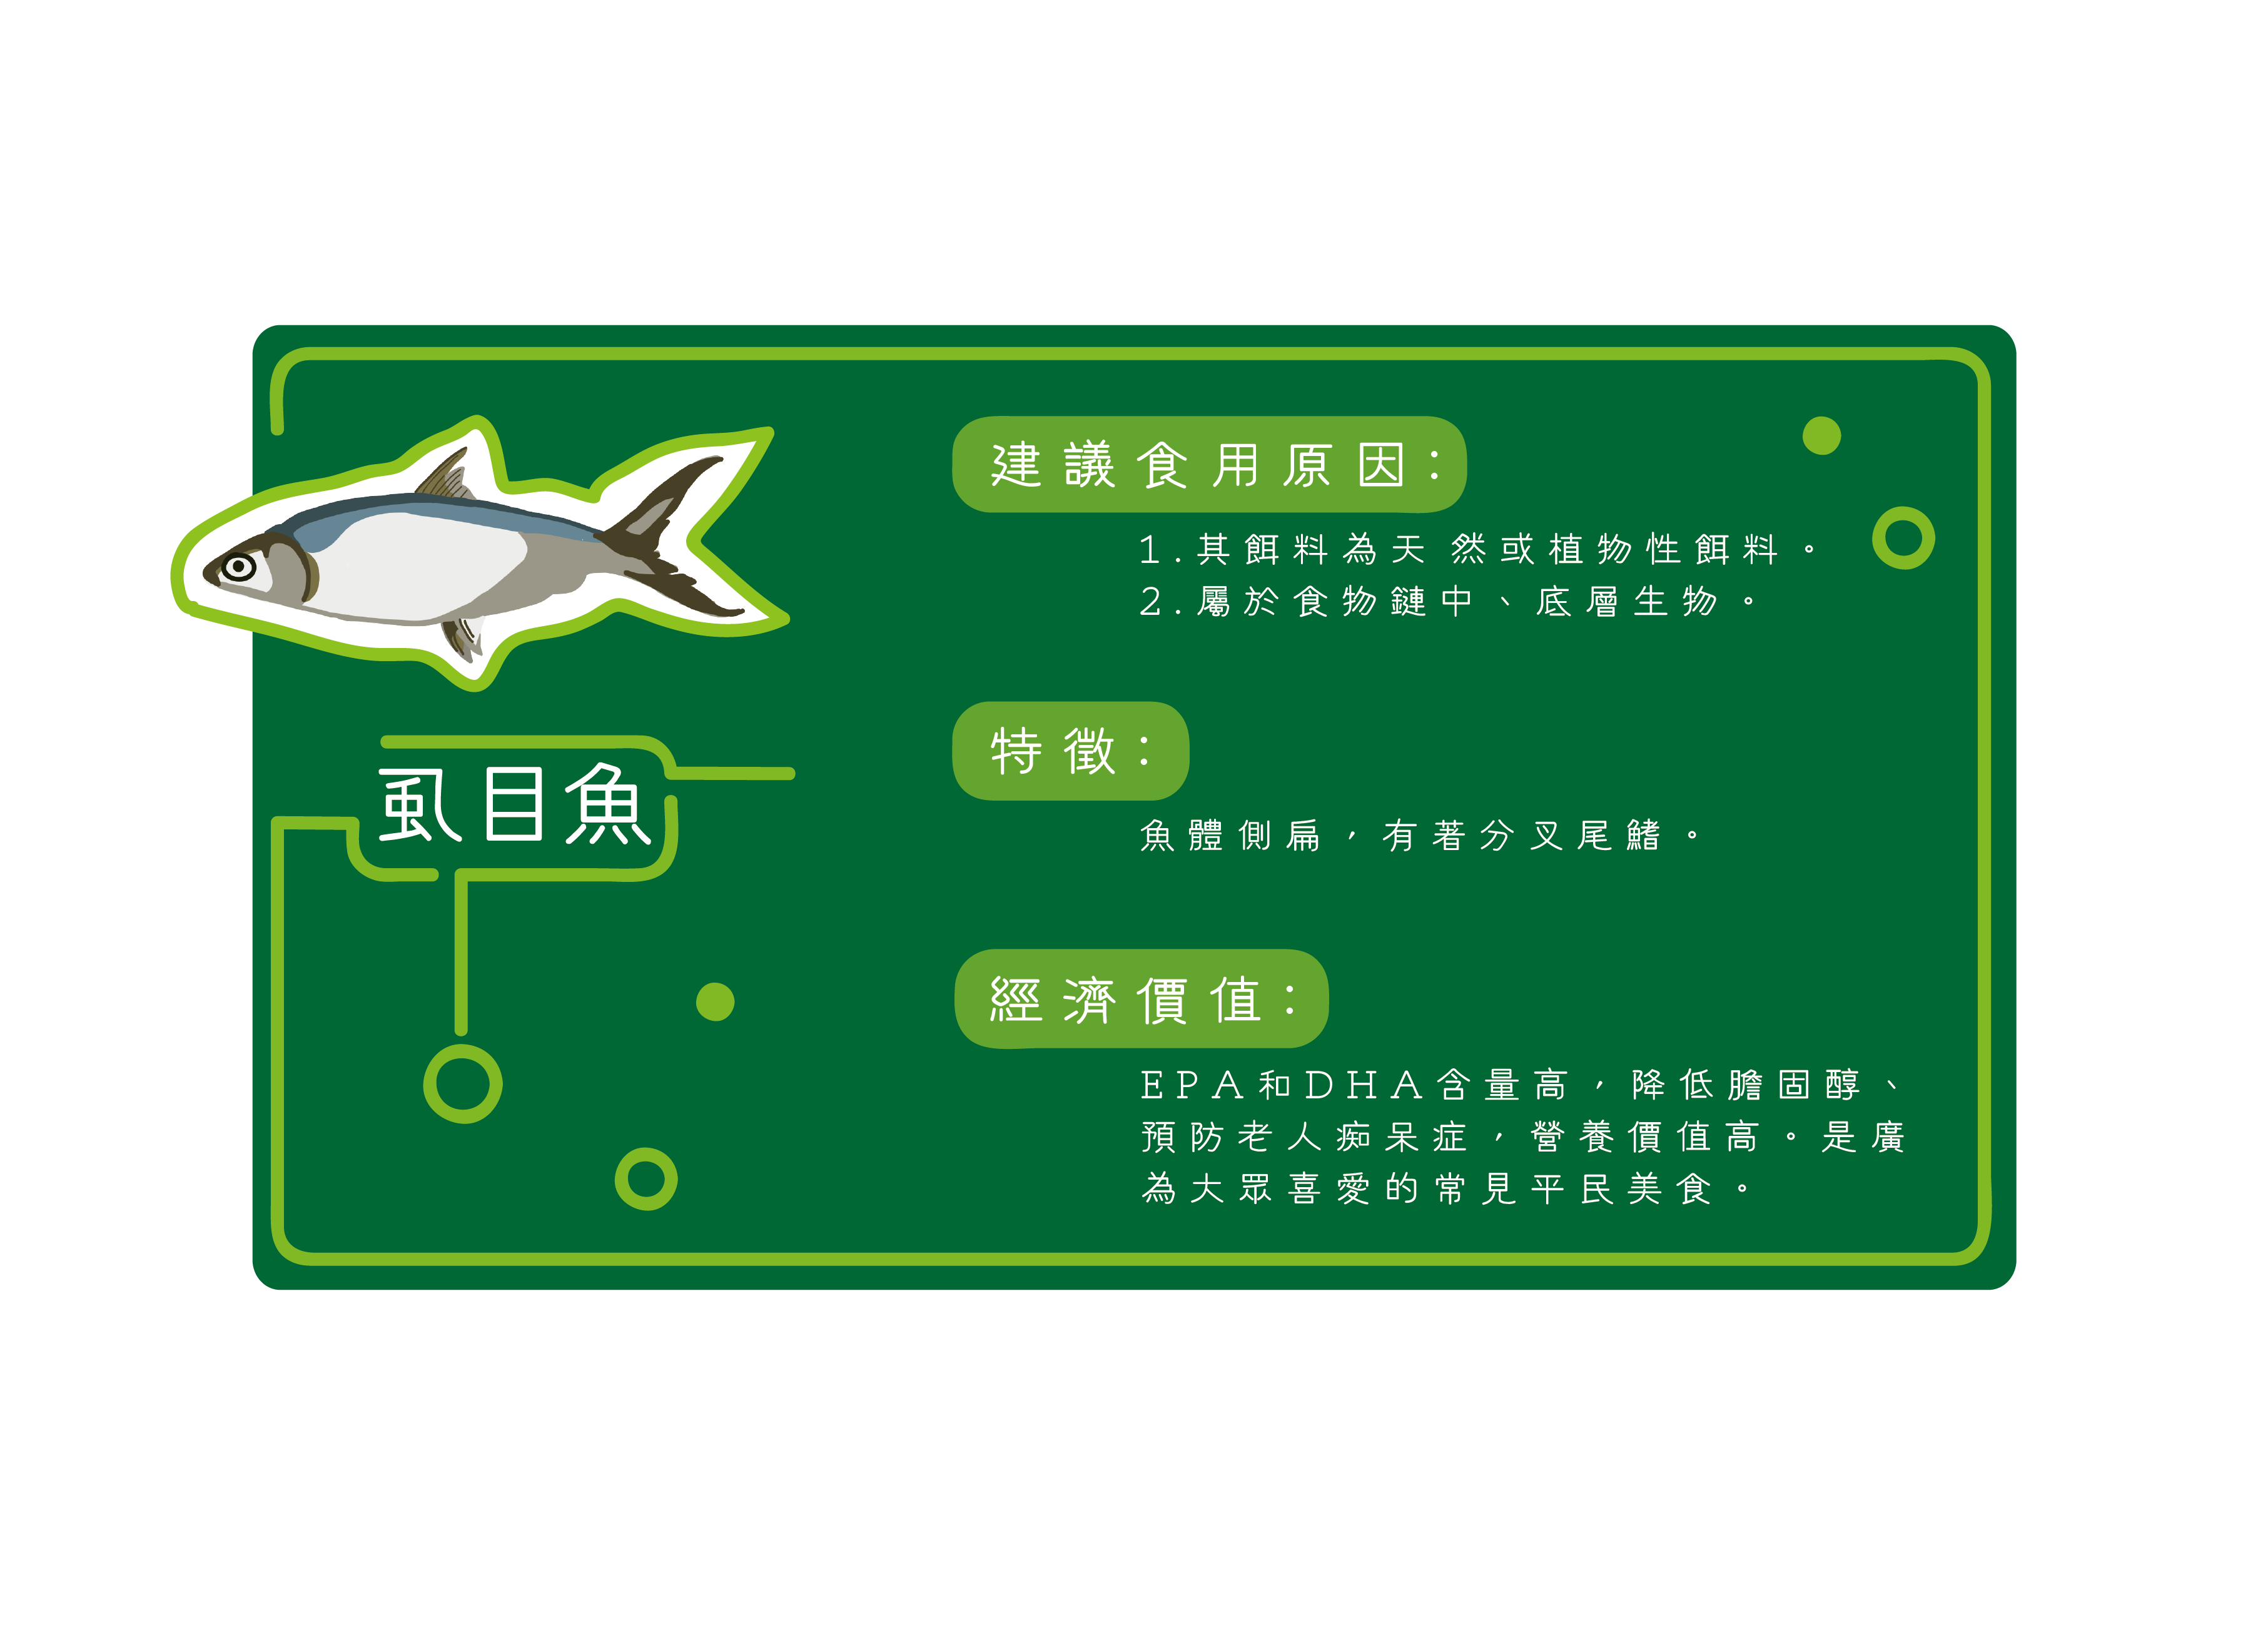 虱目魚
建議食用原因：
1.其餌料為天然或植物性餌料。
2.屬於食物鏈中、底層生物。
特徵：
魚體側扁，有著分叉尾鰭。
經濟價值：
EPA和DHA含量高，降低膽固醇、
預防老人痴呆症，營養價值高。是廣
為大眾喜愛的常見平民美食。